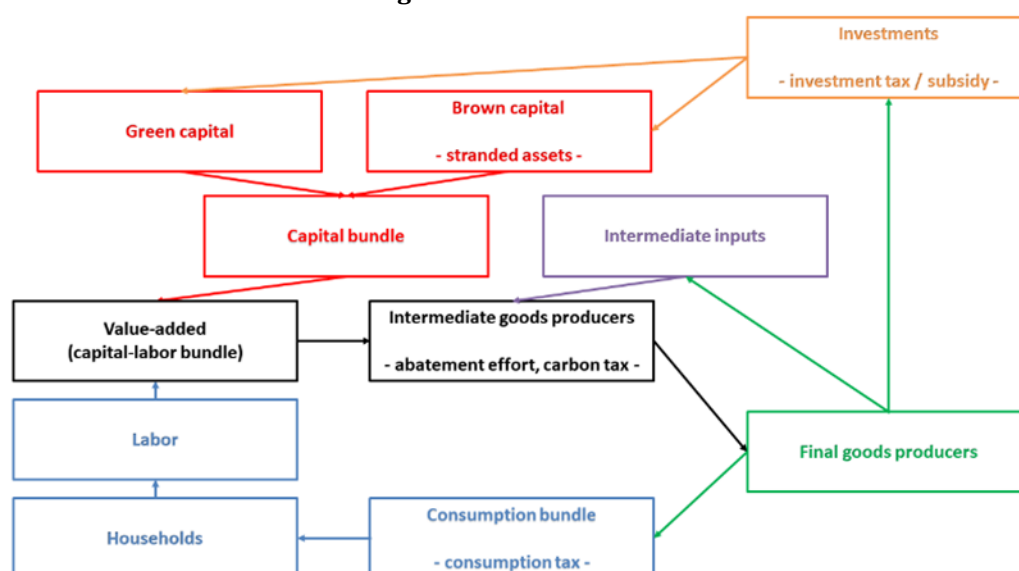 g
Investments
- investment tax / subsidy -
Green capital
Brown capital
- stranded assets -
Capital bundle
Intermediate inputs
Value-added
(capital-labor bundle)
Intermediate goods producers
- abatement effort, carbon tax -
Labor
Final goods producers
Households
Consumption bundle
- consumption tax -